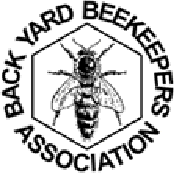 BACK YARD BEEKEEPERS
ASSOCIATION